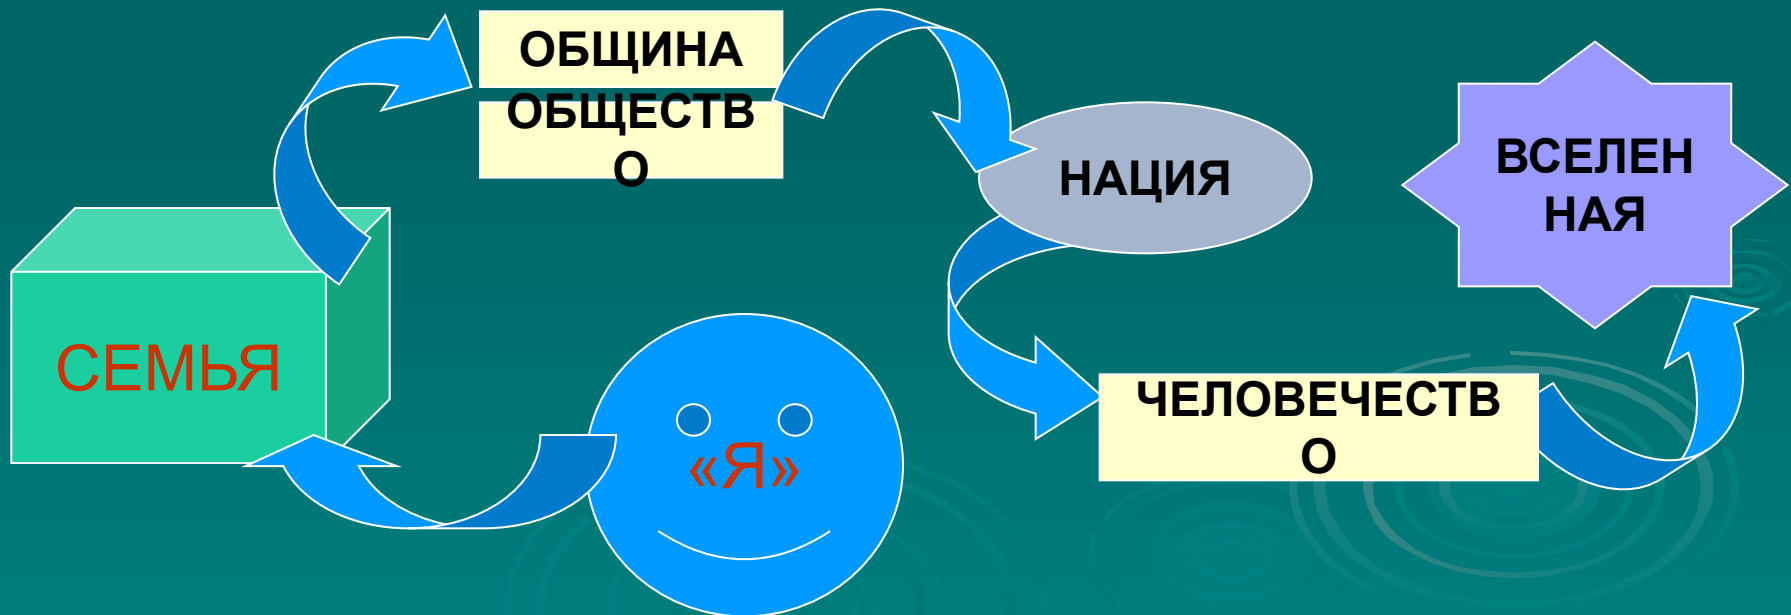 ОБЩИНА
ОБЩЕСТВ
О
НАЦИЯ
ВСЕЛЕН
НАЯ
СЕМЬЯ
«Я»
ЧЕЛОВЕЧЕСТВ
О